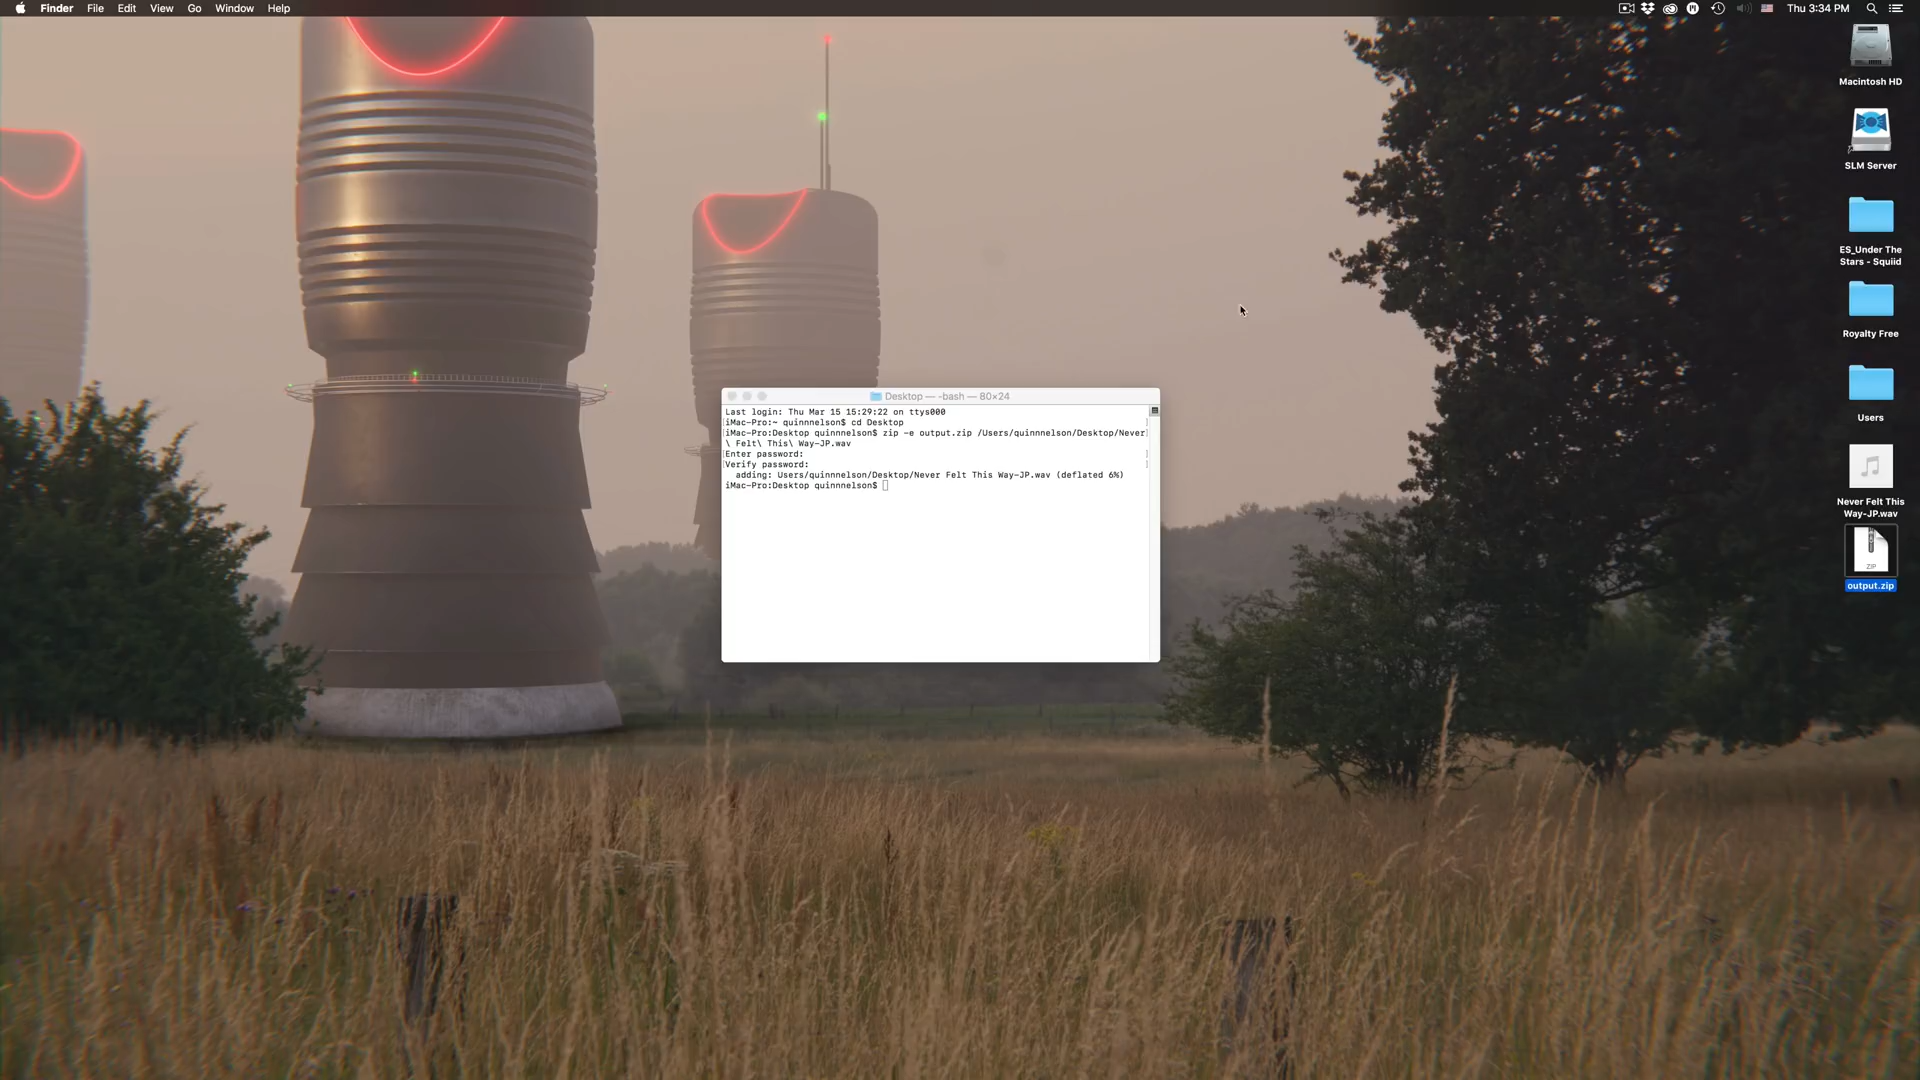 Finder File Edit View Go Window Help
Thu 3:34 PM
Macintosh HD
SLM Server
ES_Under The
Stars - Squiid
Royalty Free
Users
Never Felt This
Way-JP.wav
ZIP
output.zip
Desktop — -bash — 80×24
Last login: Thu Mar 15 15:29:22 on ttys000
[iMac-Pro:~ quinnnelson$ cd Desktop ]
[iMac-Pro:Desktop quinnnelson$ zip -e output.zip /Users/quinnnelson/Desktop/Never]
\ Felt\ This\ Way-JP.wav
[Enter password: ]
[Verify password: ]
adding: Users/quinnnelson/Desktop/Never Felt This Way-JP.wav (deflated 6%)
iMac-Pro:Desktop quinnnelson$